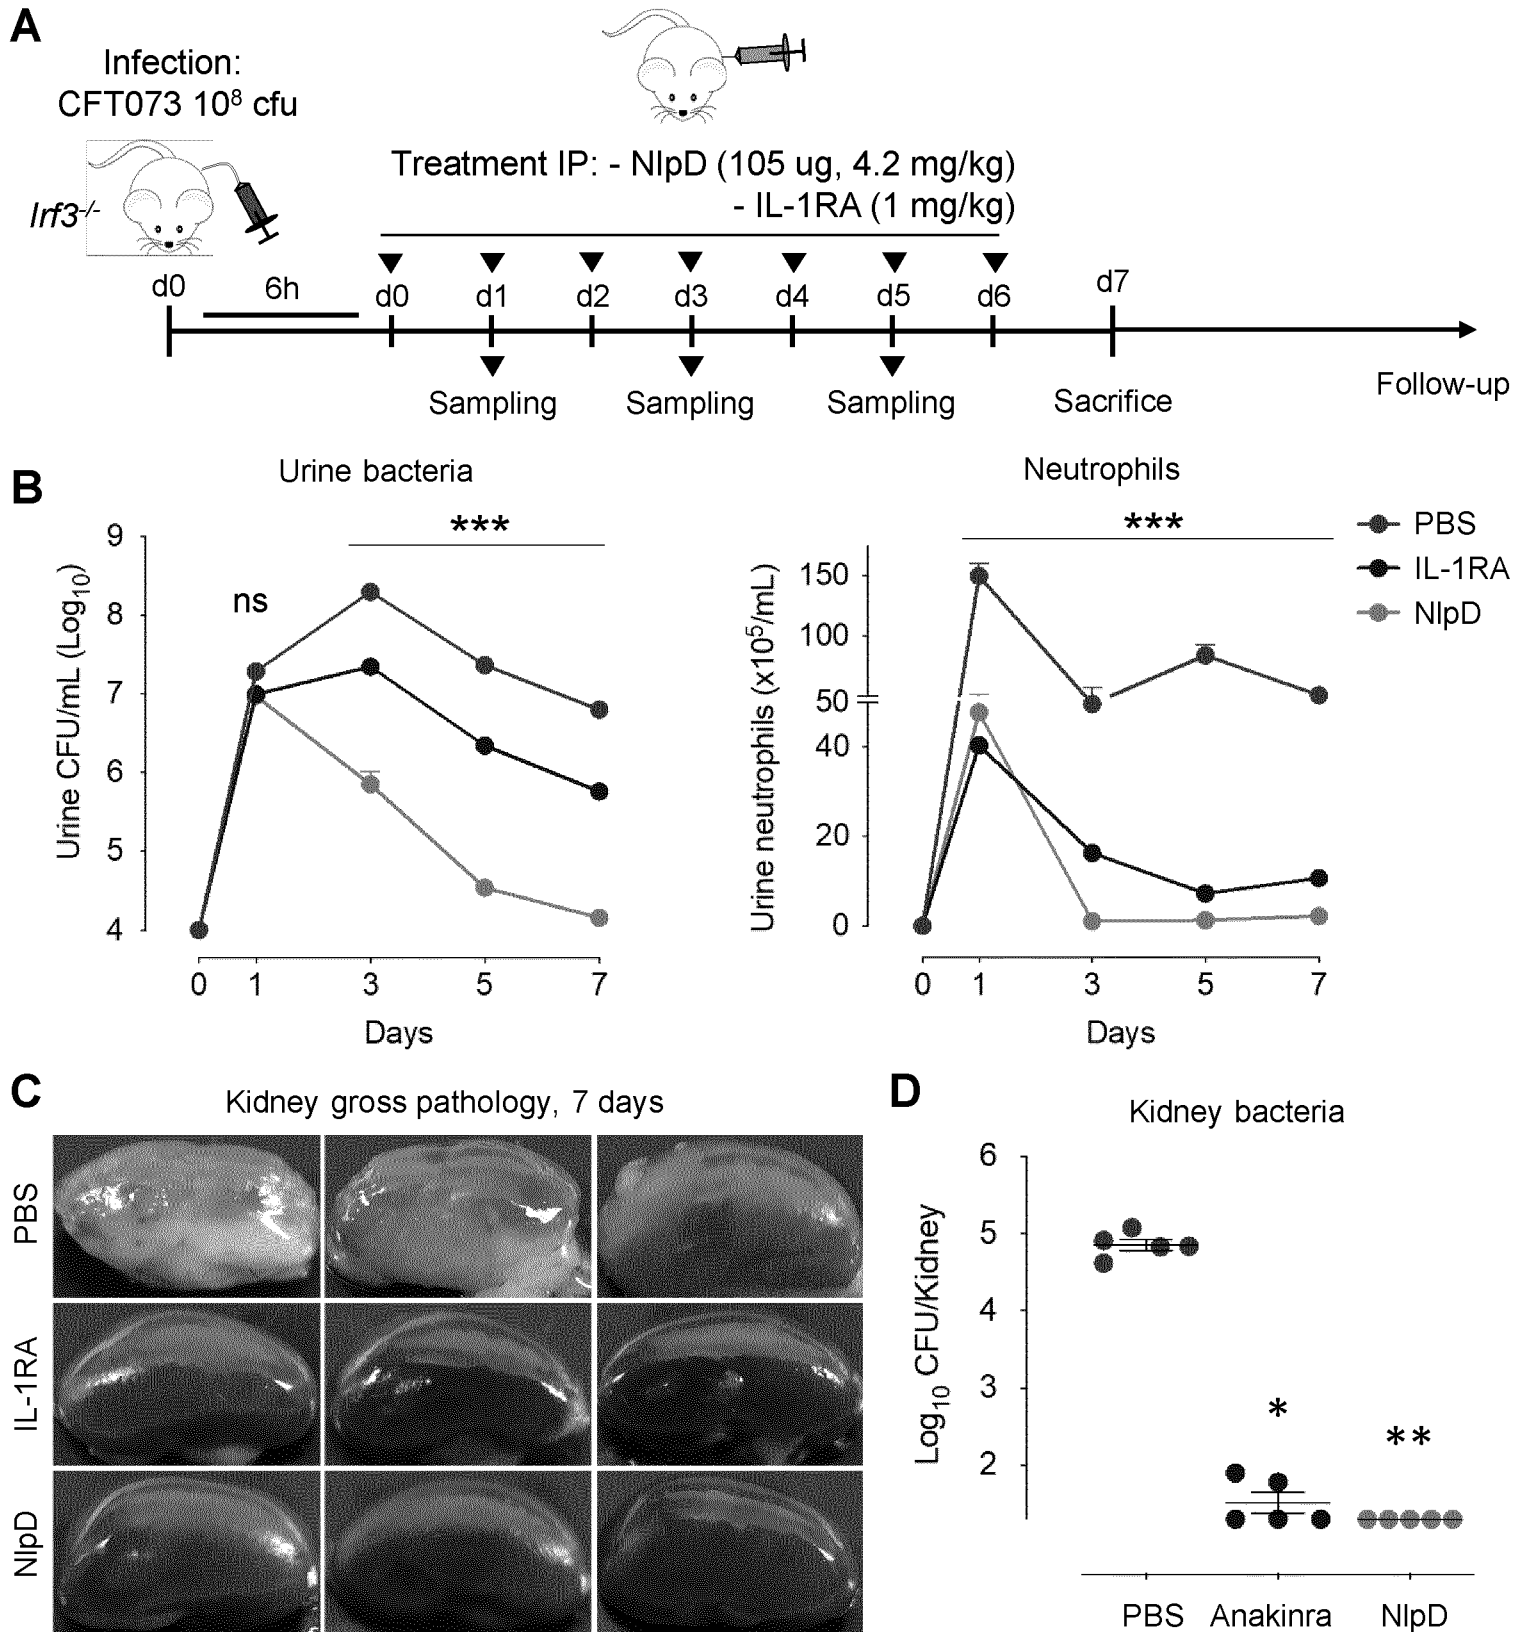 A
Infection:
CFT073 10⁸ cfu
Irf3-/-
Treatment IP: - NlpD (105 ug, 4.2 mg/kg)
- IL-1RA (1 mg/kg)
d0
6h
d0 d1 d2 d3 d4 d5 d6
d7
Sampling Sampling Sampling Sacrifice
Follow-up
B
Urine bacteria
***
ns
Urine CFU/mL (Log₁₀)
9
8
7
6
5
4
0 1 3 5 7
Days
Neutrophils
***
Urine neutrophils (x10⁵/mL)
150
100
50
40
20
0
0 1 3 5 7
Days
PBS
IL-1RA
NlpD
C
Kidney gross pathology, 7 days
PBS
IL-1RA
NlpD
D
Kidney bacteria
Log₁₀ CFU/Kidney
6
5
4
3
2
*
**
PBS Anakinra NlpD